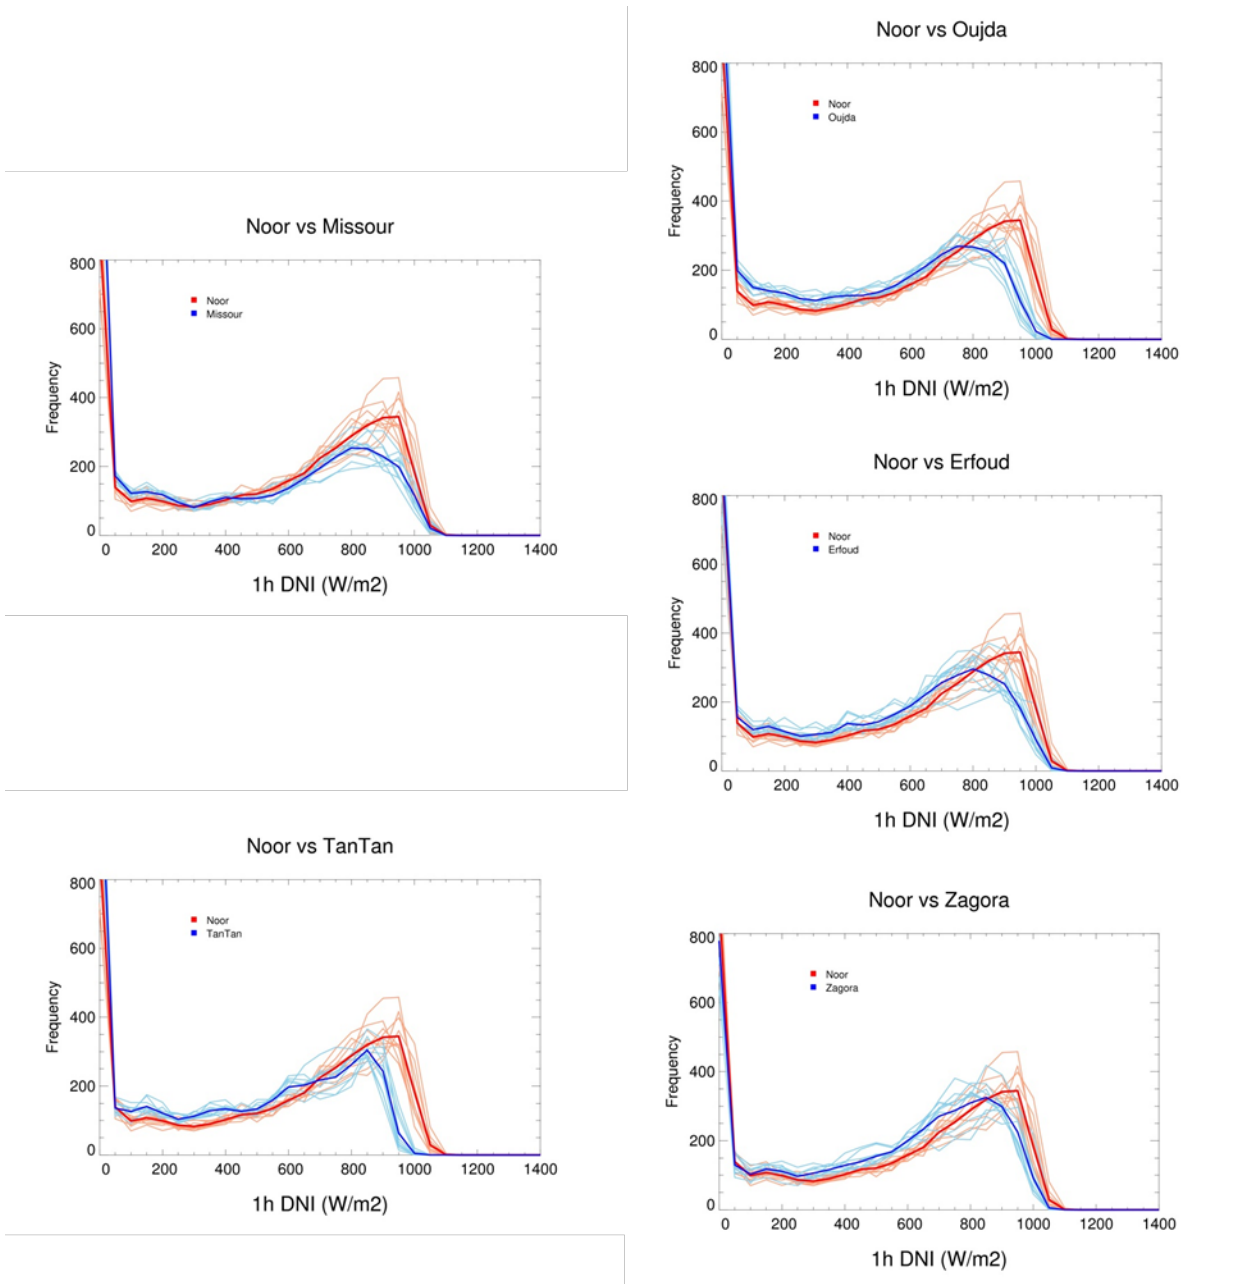 Noor vs Missour
800
600
400
200
0
Frequency
Noor
Missour
0 200 400 600 800 1000 1200 1400
1h DNI (W/m2)
Noor vs TanTan
800
600
400
200
0
Frequency
Noor
TanTan
0 200 400 600 800 1000 1200 1400
1h DNI (W/m2)
Noor vs Oujda
800
600
400
200
0
Frequency
Noor
Oujda
0 200 400 600 800 1000 1200 1400
1h DNI (W/m2)
Noor vs Erfoud
800
600
400
200
0
Frequency
Noor
Erfoud
0 200 400 600 800 1000 1200 1400
1h DNI (W/m2)
Noor vs Zagora
800
600
400
200
0
Frequency
Noor
Zagora
0 200 400 600 800 1000 1200 1400
1h DNI (W/m2)